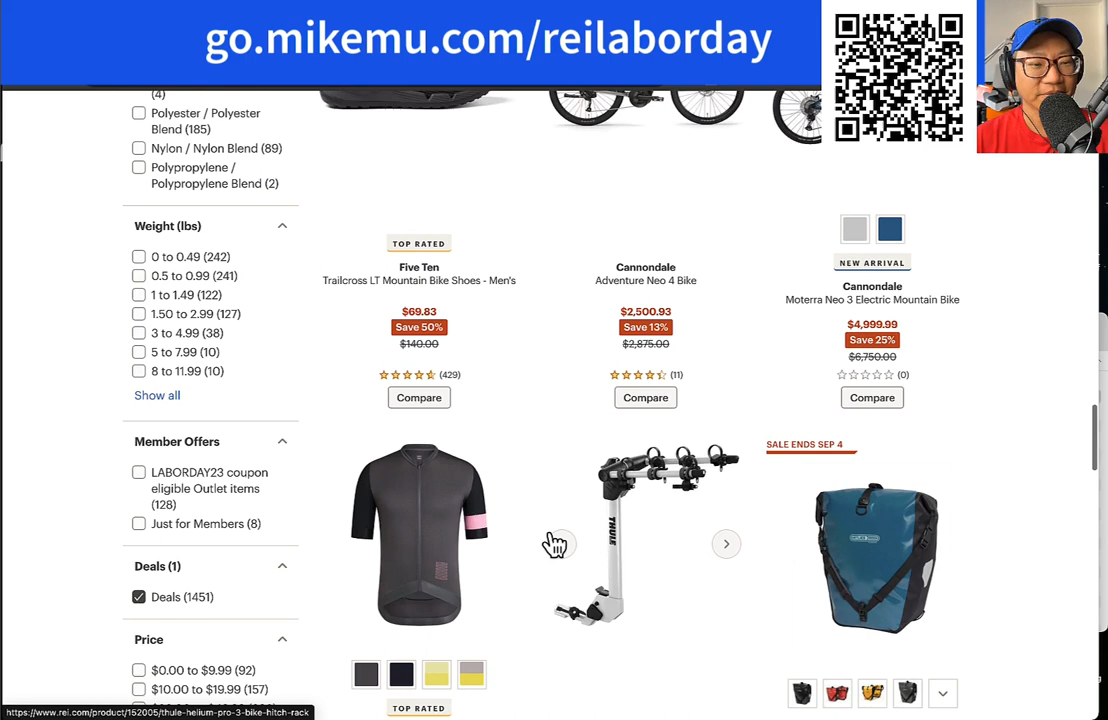 go.mikemu.com/reilaborday
(4)
Polyester / Polyester
Blend (185)
Nylon / Nylon Blend (89)
Polypropylene /
Polypropylene Blend (2)
Weight (lbs)
0 to 0.49 (242)
0.5 to 0.99 (241)
1 to 1.49 (122)
1.50 to 2.99 (127)
3 to 4.99 (38)
5 to 7.99 (10)
8 to 11.99 (10)
Show all
Member Offers
LABORDAY23 coupon
eligible Outlet items
(128)
Just for Members (8)
Deals (1)
Deals (1451)
Price
$0.00 to $9.99 (92)
$10.00 to $19.99 (157)
TOP RATED
Five Ten
Trailcross LT Mountain Bike Shoes - Men's
$69.83
Save 50%
$140.00
(429)
Compare
Cannondale
Adventure Neo 4 Bike
$2,500.93
Save 13%
$2,875.00
(11)
Compare
NEW ARRIVAL
Cannondale
Moterra Neo 3 Electric Mountain Bike
$4,999.99
Save 25%
$6,750.00
(0)
Compare
TOP RATED
THULE
SALE ENDS SEP 4
ORTLIEB
https://www.rei.com/product/152005/thule-helium-pro-3-bike-hitch-rack